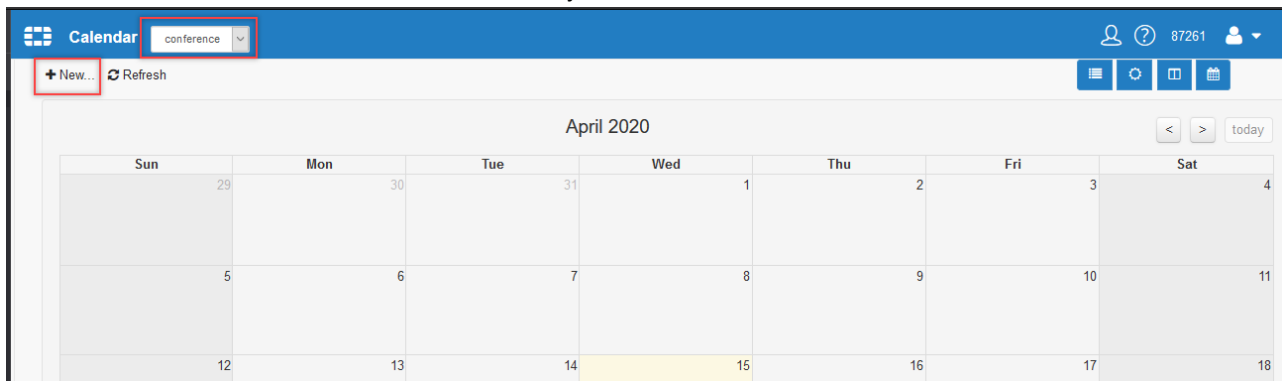 Calendar conference 87261
+ New... Refresh
April 2020 < > today
Sun Mon Tue Wed Thu Fri Sat
29 30 31 1 2 3 4
5 6 7 8 9 10 11
12 13 14 15 16 17 18